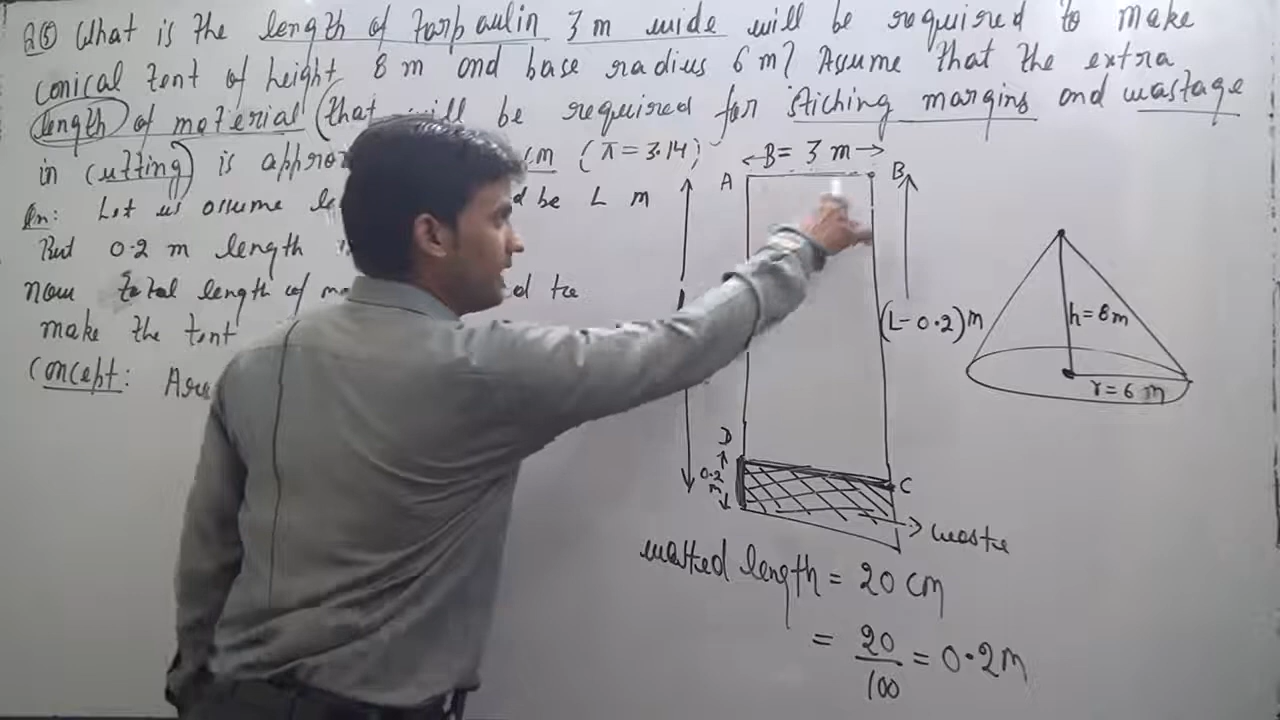 Q5 What is the length of tarpaulin 3 m wide will be required to make
conical tent of height 8 m and base radius 6 m? Assume that the extra
length of material (that will be required for stiching margins and wastage
in cutting) is appro cm (π = 3.14)
Let us assume le d be L m
But 0.2 m length
now total length of m d to
make the tent
Concept: Are
B = 3 m
A
B
(L-0.2) m
D
0.2 m
C
waste
h = 8 m
r = 6 m
wasted length = 20 cm
= 20/100 = 0.2 m